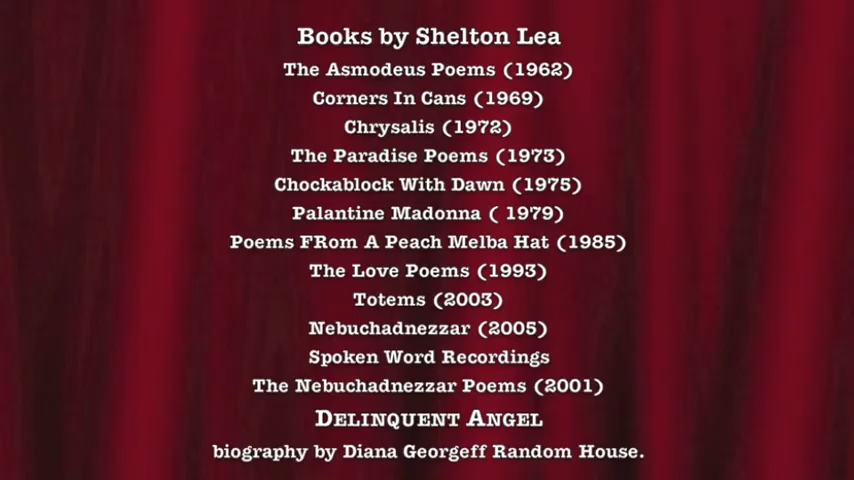 Books by Shelton Lea
The Asmodeus Poems (1962)
Corners In Cans (1969)
Chrysalis (1972)
The Paradise Poems (1973)
Chockablock With Dawn (1975)
Palantine Madonna ( 1979)
Poems FRom A Peach Melba Hat (1985)
The Love Poems (1993)
Totems (2003)
Nebuchadnezzar (2005)
Spoken Word Recordings
The Nebuchadnezzar Poems (2001)
DELINQUENT ANGEL
biography by Diana Georgeff Random House.